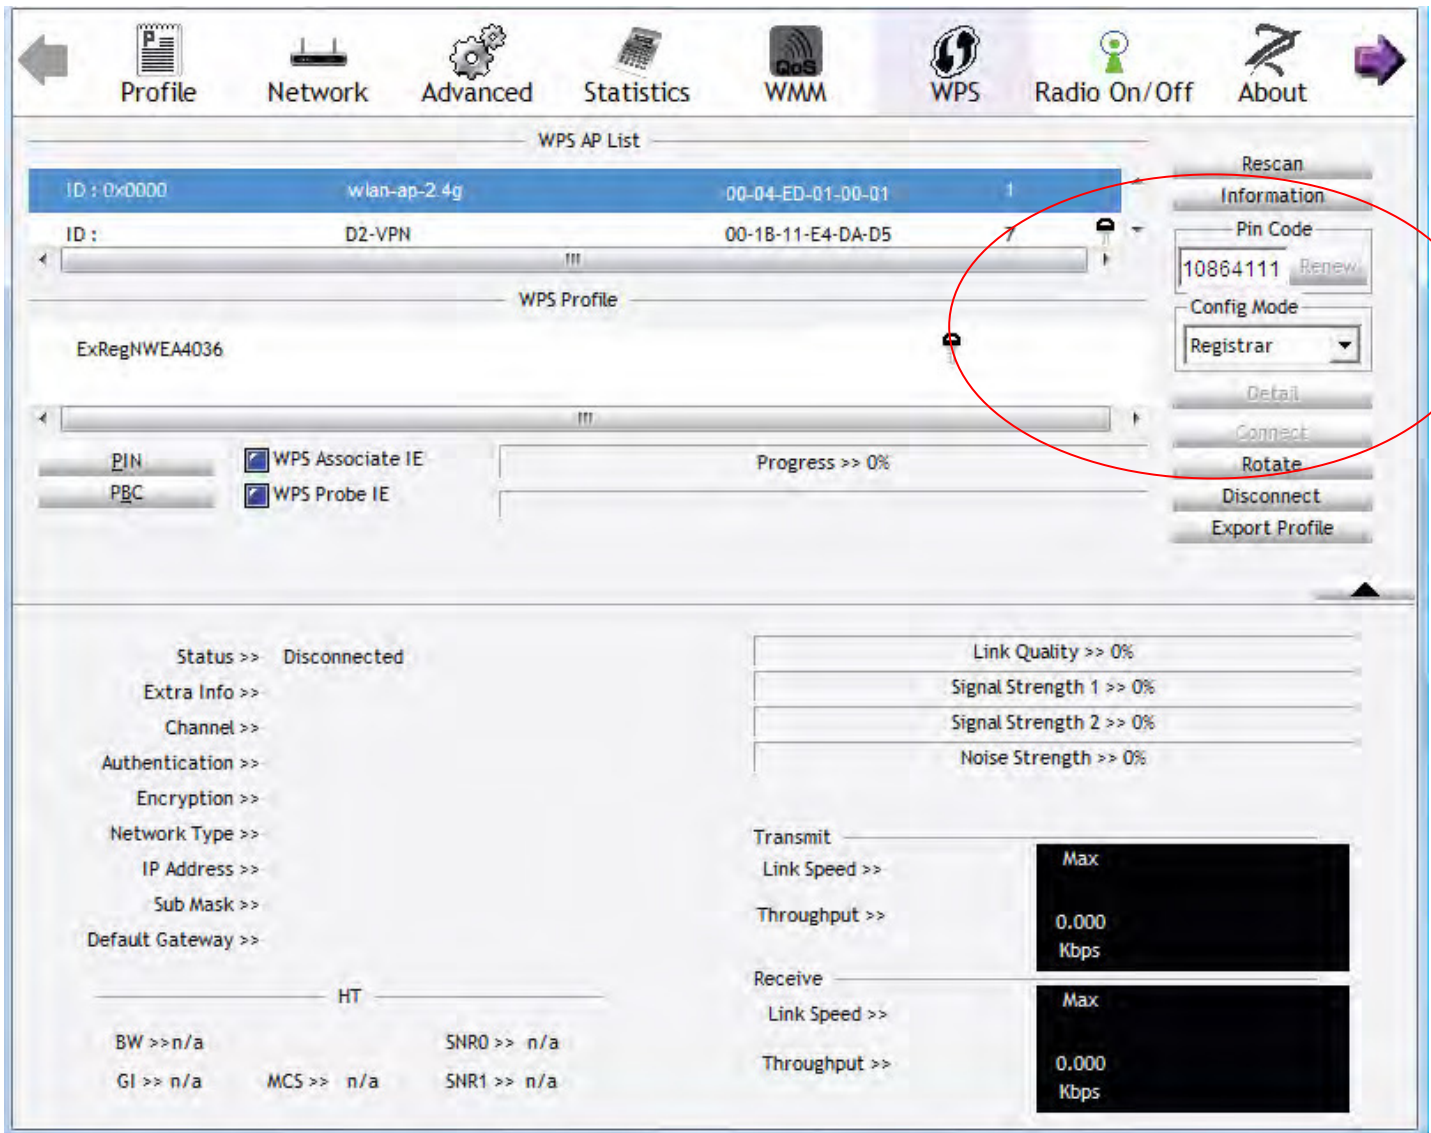 Profile Network Advanced Statistics WMM WPS Radio On/Off About
QoS
WPS AP List
ID : 0x0000 wlan-ap-2.4g 00-04-ED-01-00-01 1
ID : D2-VPN 00-1B-11-E4-DA-D5 7
WPS Profile
ExRegNWEA4036
PIN
PBC
WPS Associate IE
WPS Probe IE
Progress >> 0%
Rescan
Information
Pin Code
10864111 Renew
Config Mode
Registrar
Detail
Connect
Rotate
Disconnect
Export Profile
Status >> Disconnected
Extra Info >>
Channel >>
Authentication >>
Encryption >>
Network Type >>
IP Address >>
Sub Mask >>
Default Gateway >>
HT
BW >>n/a SNR0 >> n/a
GI >> n/a MCS >> n/a SNR1 >> n/a
Link Quality >> 0%
Signal Strength 1 >> 0%
Signal Strength 2 >> 0%
Noise Strength >> 0%
Transmit
Link Speed >>
Throughput >>
Max
0.000
Kbps
Receive
Link Speed >>
Throughput >>
Max
0.000
Kbps